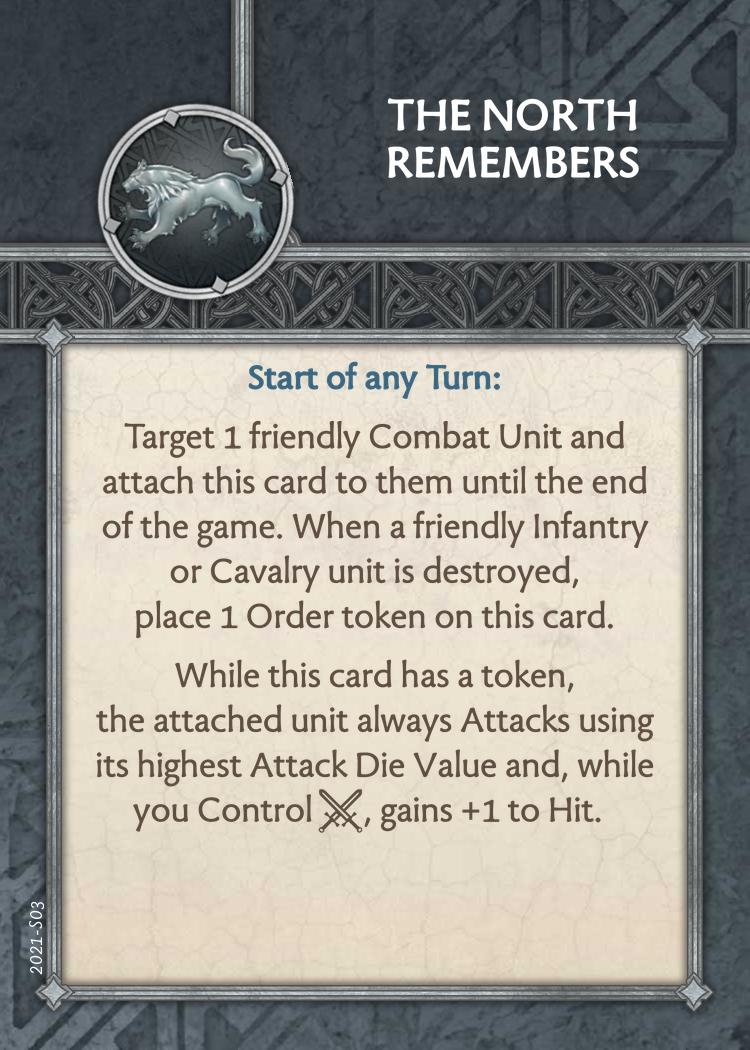 THE NORTH
REMEMBERS
Start of any Turn:
Target 1 friendly Combat Unit and
attach this card to them until the end
of the game. When a friendly Infantry
or Cavalry unit is destroyed,
place 1 Order token on this card.
While this card has a token,
the attached unit always Attacks using
its highest Attack Die Value and, while
you Control , gains +1 to Hit.
2021-S03